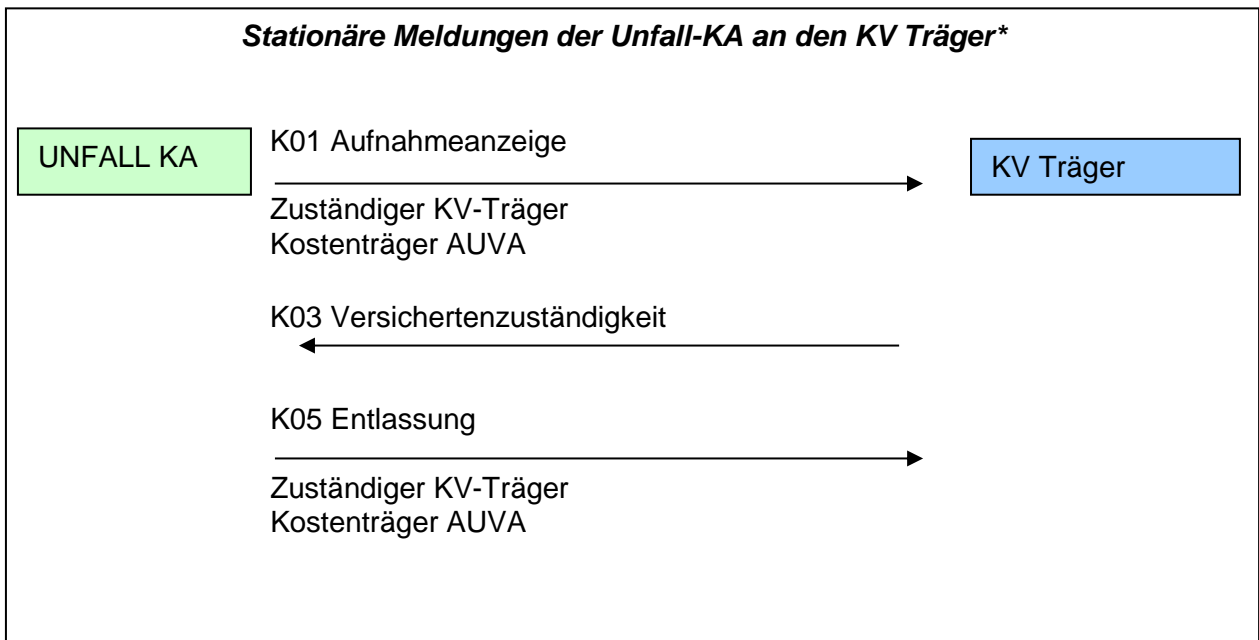 Stationäre Meldungen der Unfall-KA an den KV Träger*
UNFALL KA
K01 Aufnahmeanzeige
KV Träger
Zuständiger KV-Träger
Kostenträger AUVA
K03 Versichertenzuständigkeit
K05 Entlassung
Zuständiger KV-Träger
Kostenträger AUVA